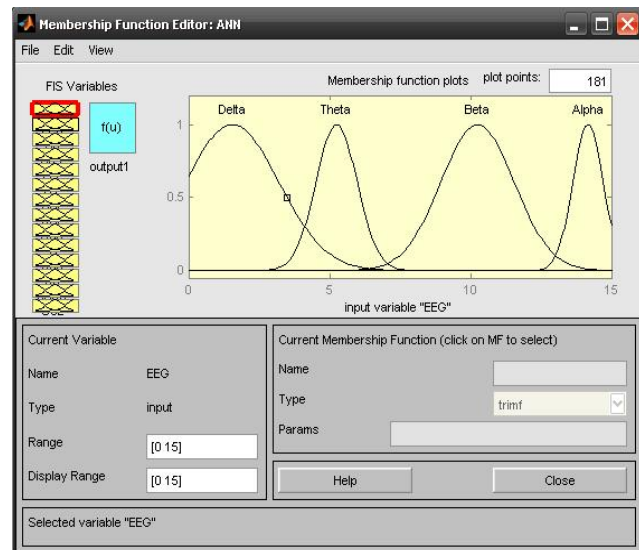 Membership Function Editor: ANN
File Edit View
FIS Variables
f(u)
output1
Membership function plots plot points: 181
Delta Theta Beta Alpha
1
0.5
0
0 5 10 15
input variable "EEG"
Current Variable
Name EEG
Type input
Range [0 15]
Display Range [0 15]
Current Membership Function (click on MF to select)
Name
Type trimf
Params
Help Close
Selected variable "EEG"